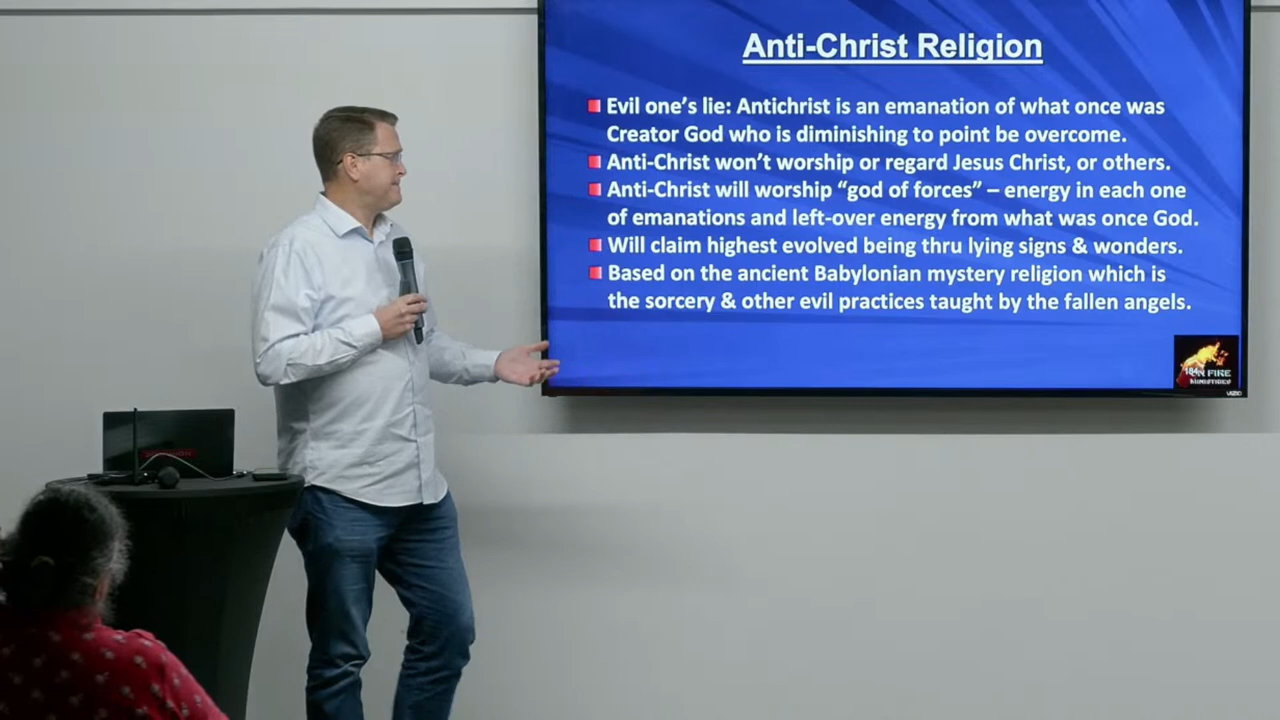 Anti-Christ Religion
Evil one's lie: Antichrist is an emanation of what once was
Creator God who is diminishing to point be overcome.
Anti-Christ won't worship or regard Jesus Christ, or others.
Anti-Christ will worship “god of forces” – energy in each one
of emanations and left-over energy from what was once God.
Will claim highest evolved being thru lying signs & wonders.
Based on the ancient Babylonian mystery religion which is
the sorcery & other evil practices taught by the fallen angels.
ON FIRE
MINISTRIES
VIZIO